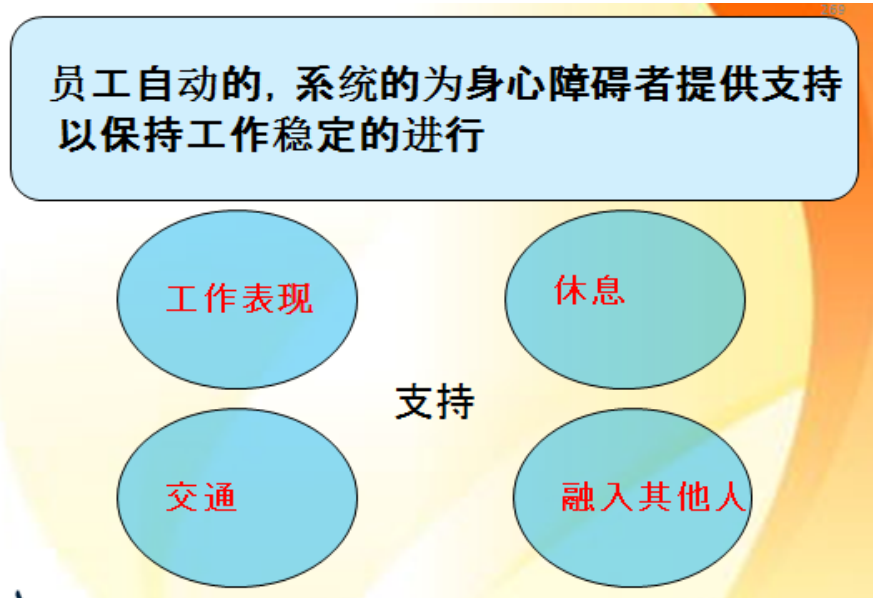 169
员工自动的, 系统的为身心障碍者提供支持
以保持工作稳定的进行
工作表现
休息
支持
交通
融入其他人